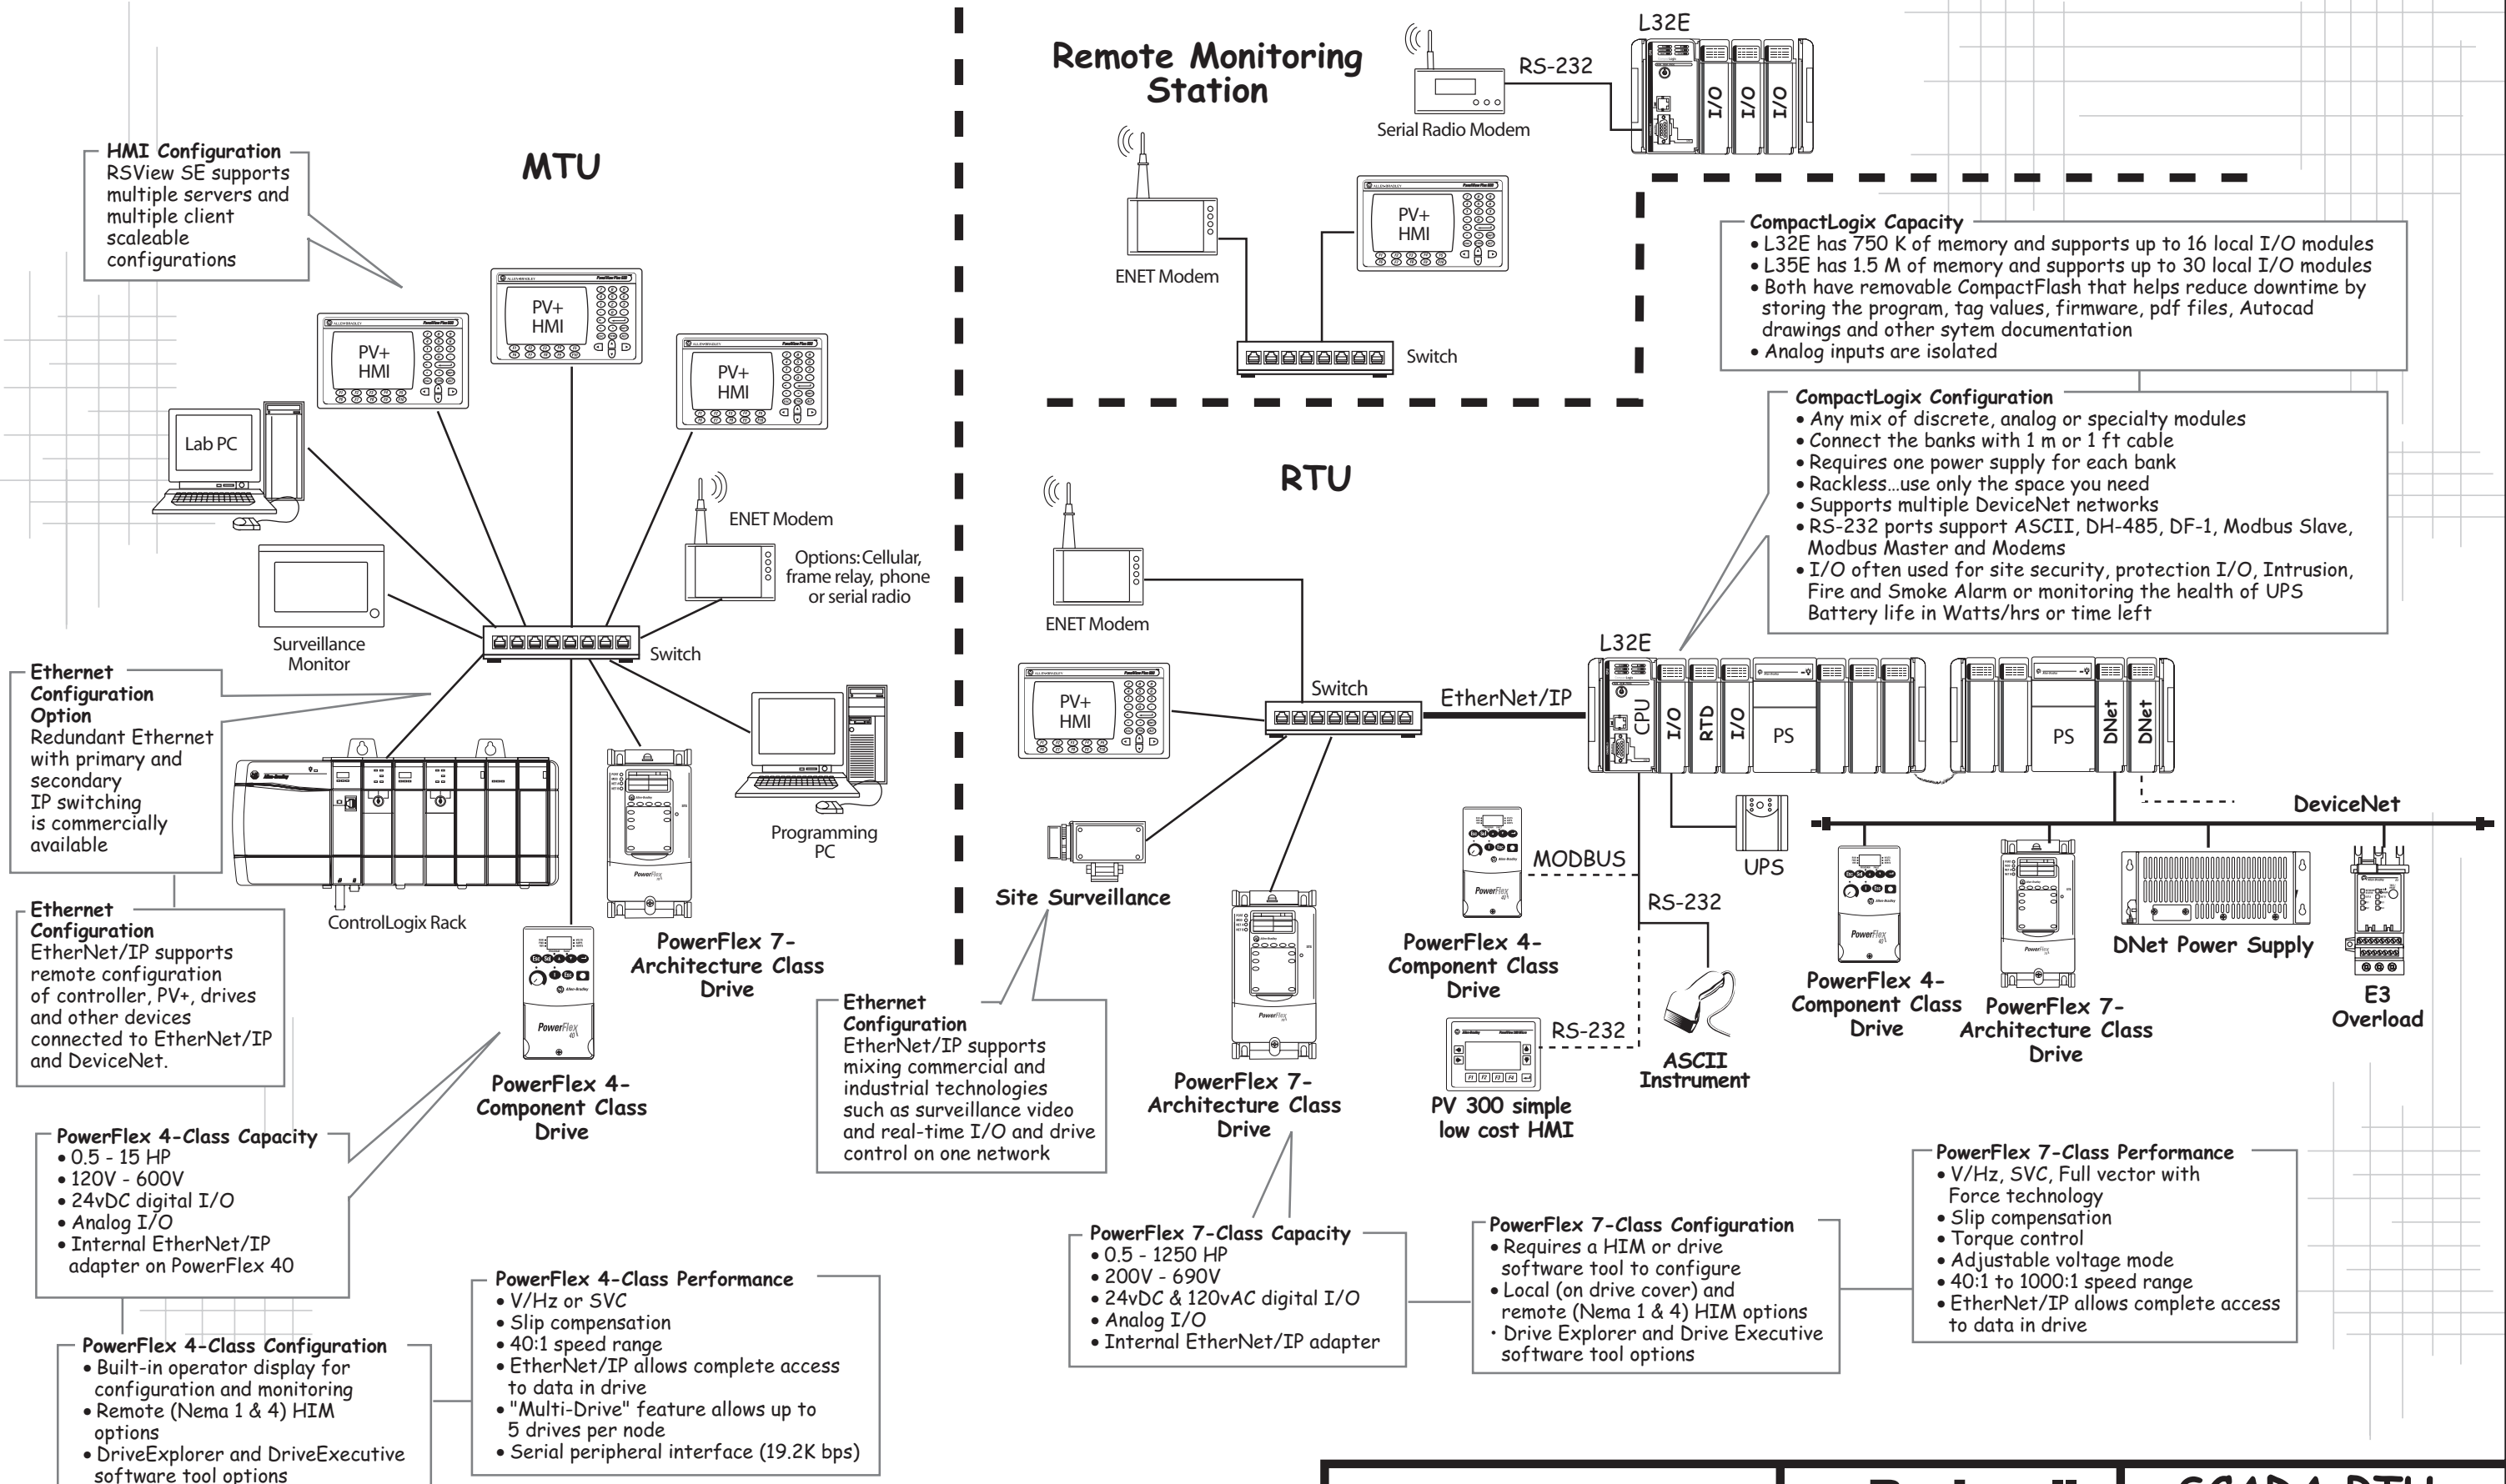 MTU
HMI Configuration
RSView SE supports
multiple servers and
multiple client
scaleable
configurations
PV+
HMI
PV+
HMI
PV+
HMI
Lab PC
ENET Modem
Options: Cellular,
frame relay, phone
or serial radio
Surveillance
Monitor
Switch
Ethernet
Configuration
Option
Redundant Ethernet
with primary and
secondary
IP switching
is commercially
available
Programming
PC
ControlLogix Rack
Ethernet
Configuration
EtherNet/IP supports
remote configuration
of controller, PV+, drives
and other devices
connected to EtherNet/IP
and DeviceNet.
PowerFlex 7-
Architecture Class
Drive
PowerFlex
PowerFlex
40
PowerFlex 4-
Component Class
Drive
PowerFlex 4-Class Capacity
• 0.5 - 15 HP
• 120V - 600V
• 24vDC digital I/O
• Analog I/O
• Internal EtherNet/IP
adapter on PowerFlex 40
PowerFlex 4-Class Configuration
• Built-in operator display for
configuration and monitoring
• Remote (Nema 1 & 4) HIM
options
• DriveExplorer and DriveExecutive
software tool options
PowerFlex 4-Class Performance
• V/Hz or SVC
• Slip compensation
• 40:1 speed range
• EtherNet/IP allows complete access
to data in drive
• "Multi-Drive" feature allows up to
5 drives per node
• Serial peripheral interface (19.2K bps)
Remote Monitoring
Station
Serial Radio Modem
RS-232
L32E
I/O
I/O
I/O
ENET Modem
PV+
HMI
Switch
CompactLogix Capacity
• L32E has 750 K of memory and supports up to 16 local I/O modules
• L35E has 1.5 M of memory and supports up to 30 local I/O modules
• Both have removable CompactFlash that helps reduce downtime by
storing the program, tag values, firmware, pdf files, Autocad
drawings and other sytem documentation
• Analog inputs are isolated
CompactLogix Configuration
• Any mix of discrete, analog or specialty modules
• Connect the banks with 1 m or 1 ft cable
• Requires one power supply for each bank
• Rackless...use only the space you need
• Supports multiple DeviceNet networks
• RS-232 ports support ASCII, DH-485, DF-1, Modbus Slave,
Modbus Master and Modems
• I/O often used for site security, protection I/O, Intrusion,
Fire and Smoke Alarm or monitoring the health of UPS
Battery life in Watts/hrs or time left
RTU
ENET Modem
PV+
HMI
Switch
EtherNet/IP
L32E
CPU
I/O
RTD
I/O
PS
PS
DNet
DNet
DeviceNet
Site Surveillance
MODBUS
UPS
RS-232
PowerFlex
40
PowerFlex 4-
Component Class
Drive
PowerFlex
PowerFlex 7-
Architecture Class
Drive
Ethernet
Configuration
EtherNet/IP supports
mixing commercial and
industrial technologies
such as surveillance video
and real-time I/O and drive
control on one network
RS-232
F1 F2 F3 F4
PV 300 simple
low cost HMI
ASCII
Instrument
PowerFlex
40
PowerFlex 4-
Component Class
Drive
PowerFlex
PowerFlex 7-
Architecture Class
Drive
DNet Power Supply
E3
Overload
PowerFlex 7-Class Capacity
• 0.5 - 1250 HP
• 200V - 690V
• 24vDC & 120vAC digital I/O
• Analog I/O
• Internal EtherNet/IP adapter
PowerFlex 7-Class Configuration
• Requires a HIM or drive
software tool to configure
• Local (on drive cover) and
remote (Nema 1 & 4) HIM options
· Drive Explorer and Drive Executive
software tool options
PowerFlex 7-Class Performance
• V/Hz, SVC, Full vector with
Force technology
• Slip compensation
• Torque control
• Adjustable voltage mode
• 40:1 to 1000:1 speed range
• EtherNet/IP allows complete access
to data in drive